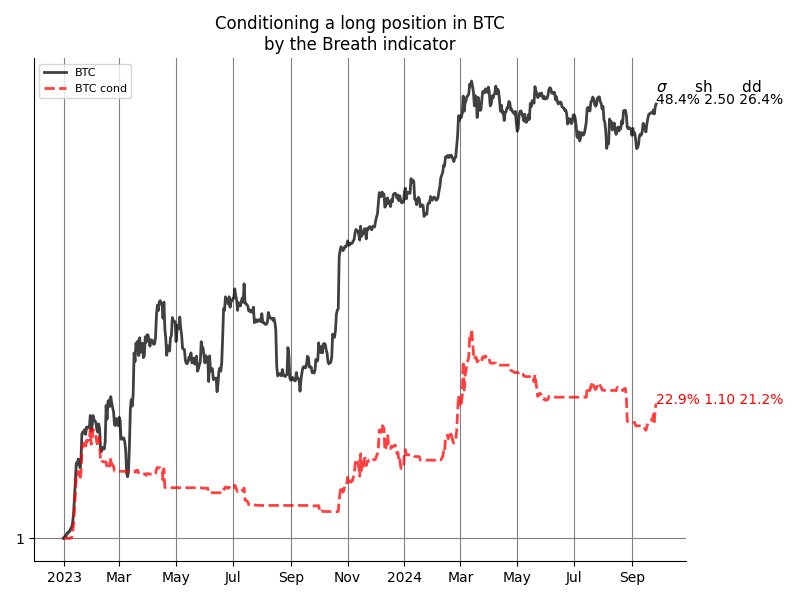 Conditioning a long position in BTC
by the Breath indicator
BTC
BTC cond
σ sh dd
48.4% 2.50 26.4%
22.9% 1.10 21.2%
1
2023 Mar May Jul Sep Nov 2024 Mar May Jul Sep